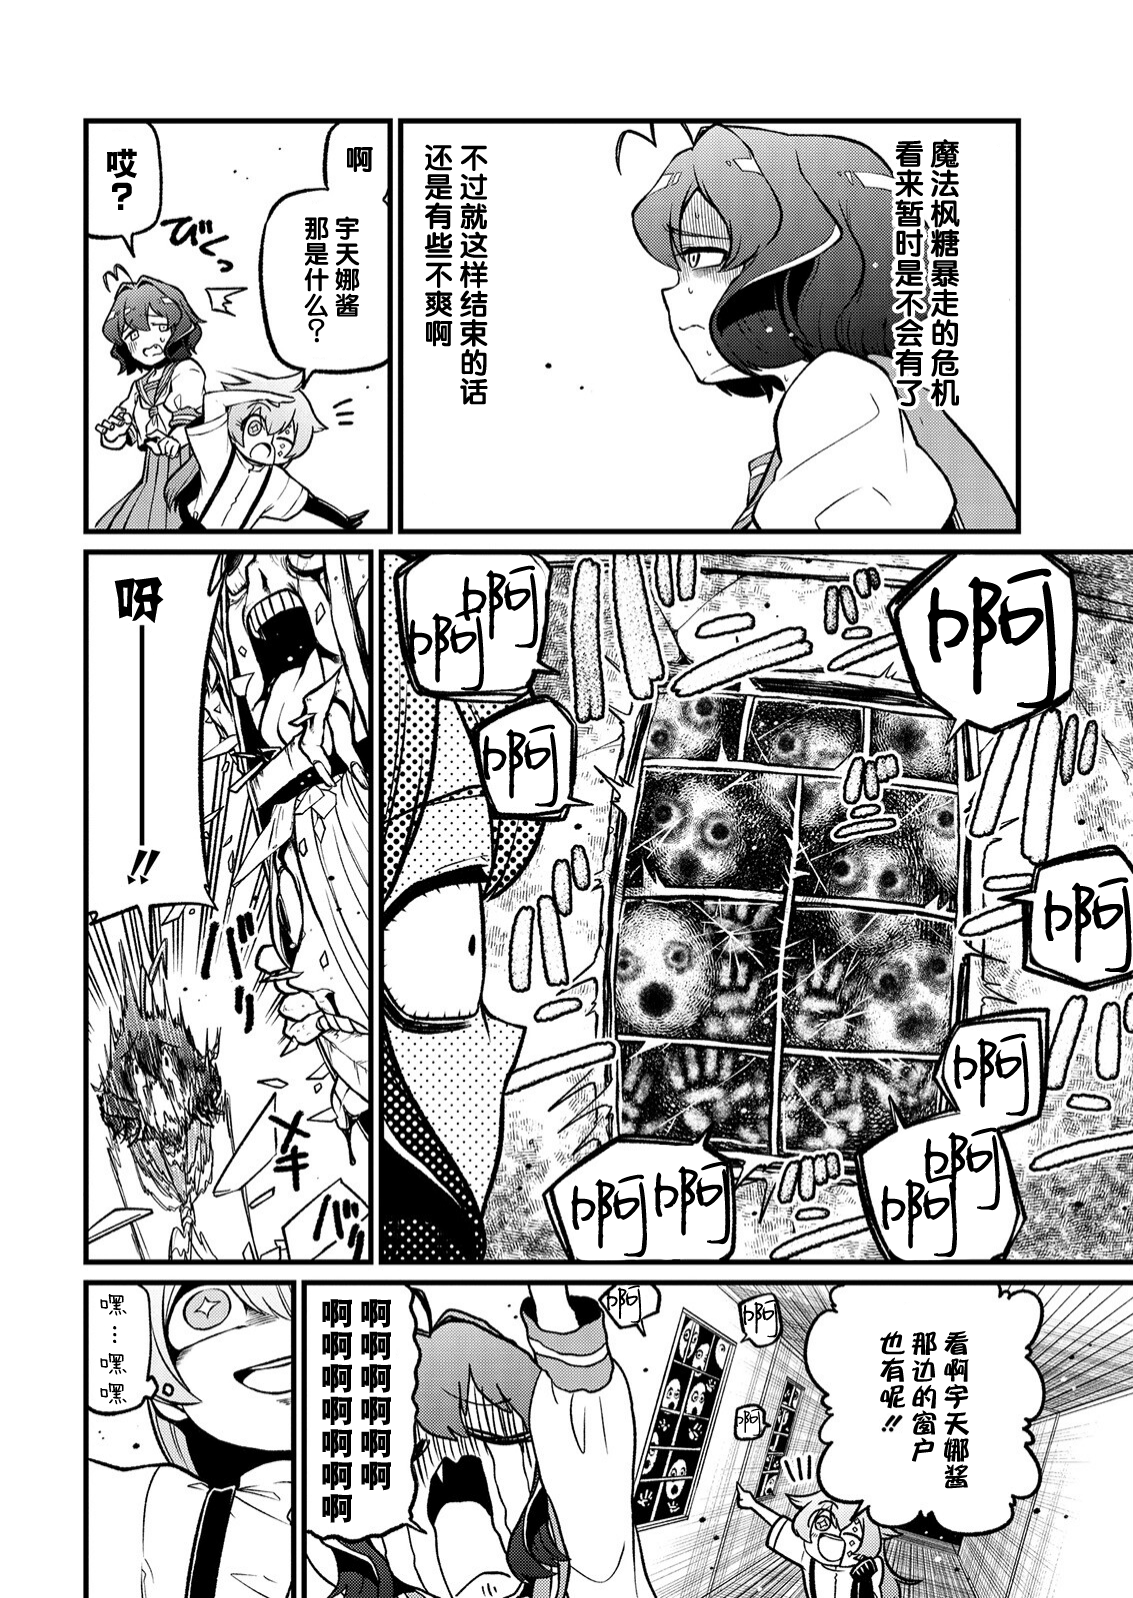 魔法枫糖暴走的危机
看来暂时是不会有了
不过就这样结束的话
还是有些不爽啊
啊
宇天娜酱
那是什么？
哎？
びくっ
啊
啊
啊
啊
啊
啊
啊
啊
啊
啊
呀——!!
バ
バ
メキ
バ
看啊宇天娜酱
那边的窗户
也有呢!!
啊
啊
啊
啊啊啊啊啊啊
啊啊啊啊啊啊啊
嘿…嘿嘿